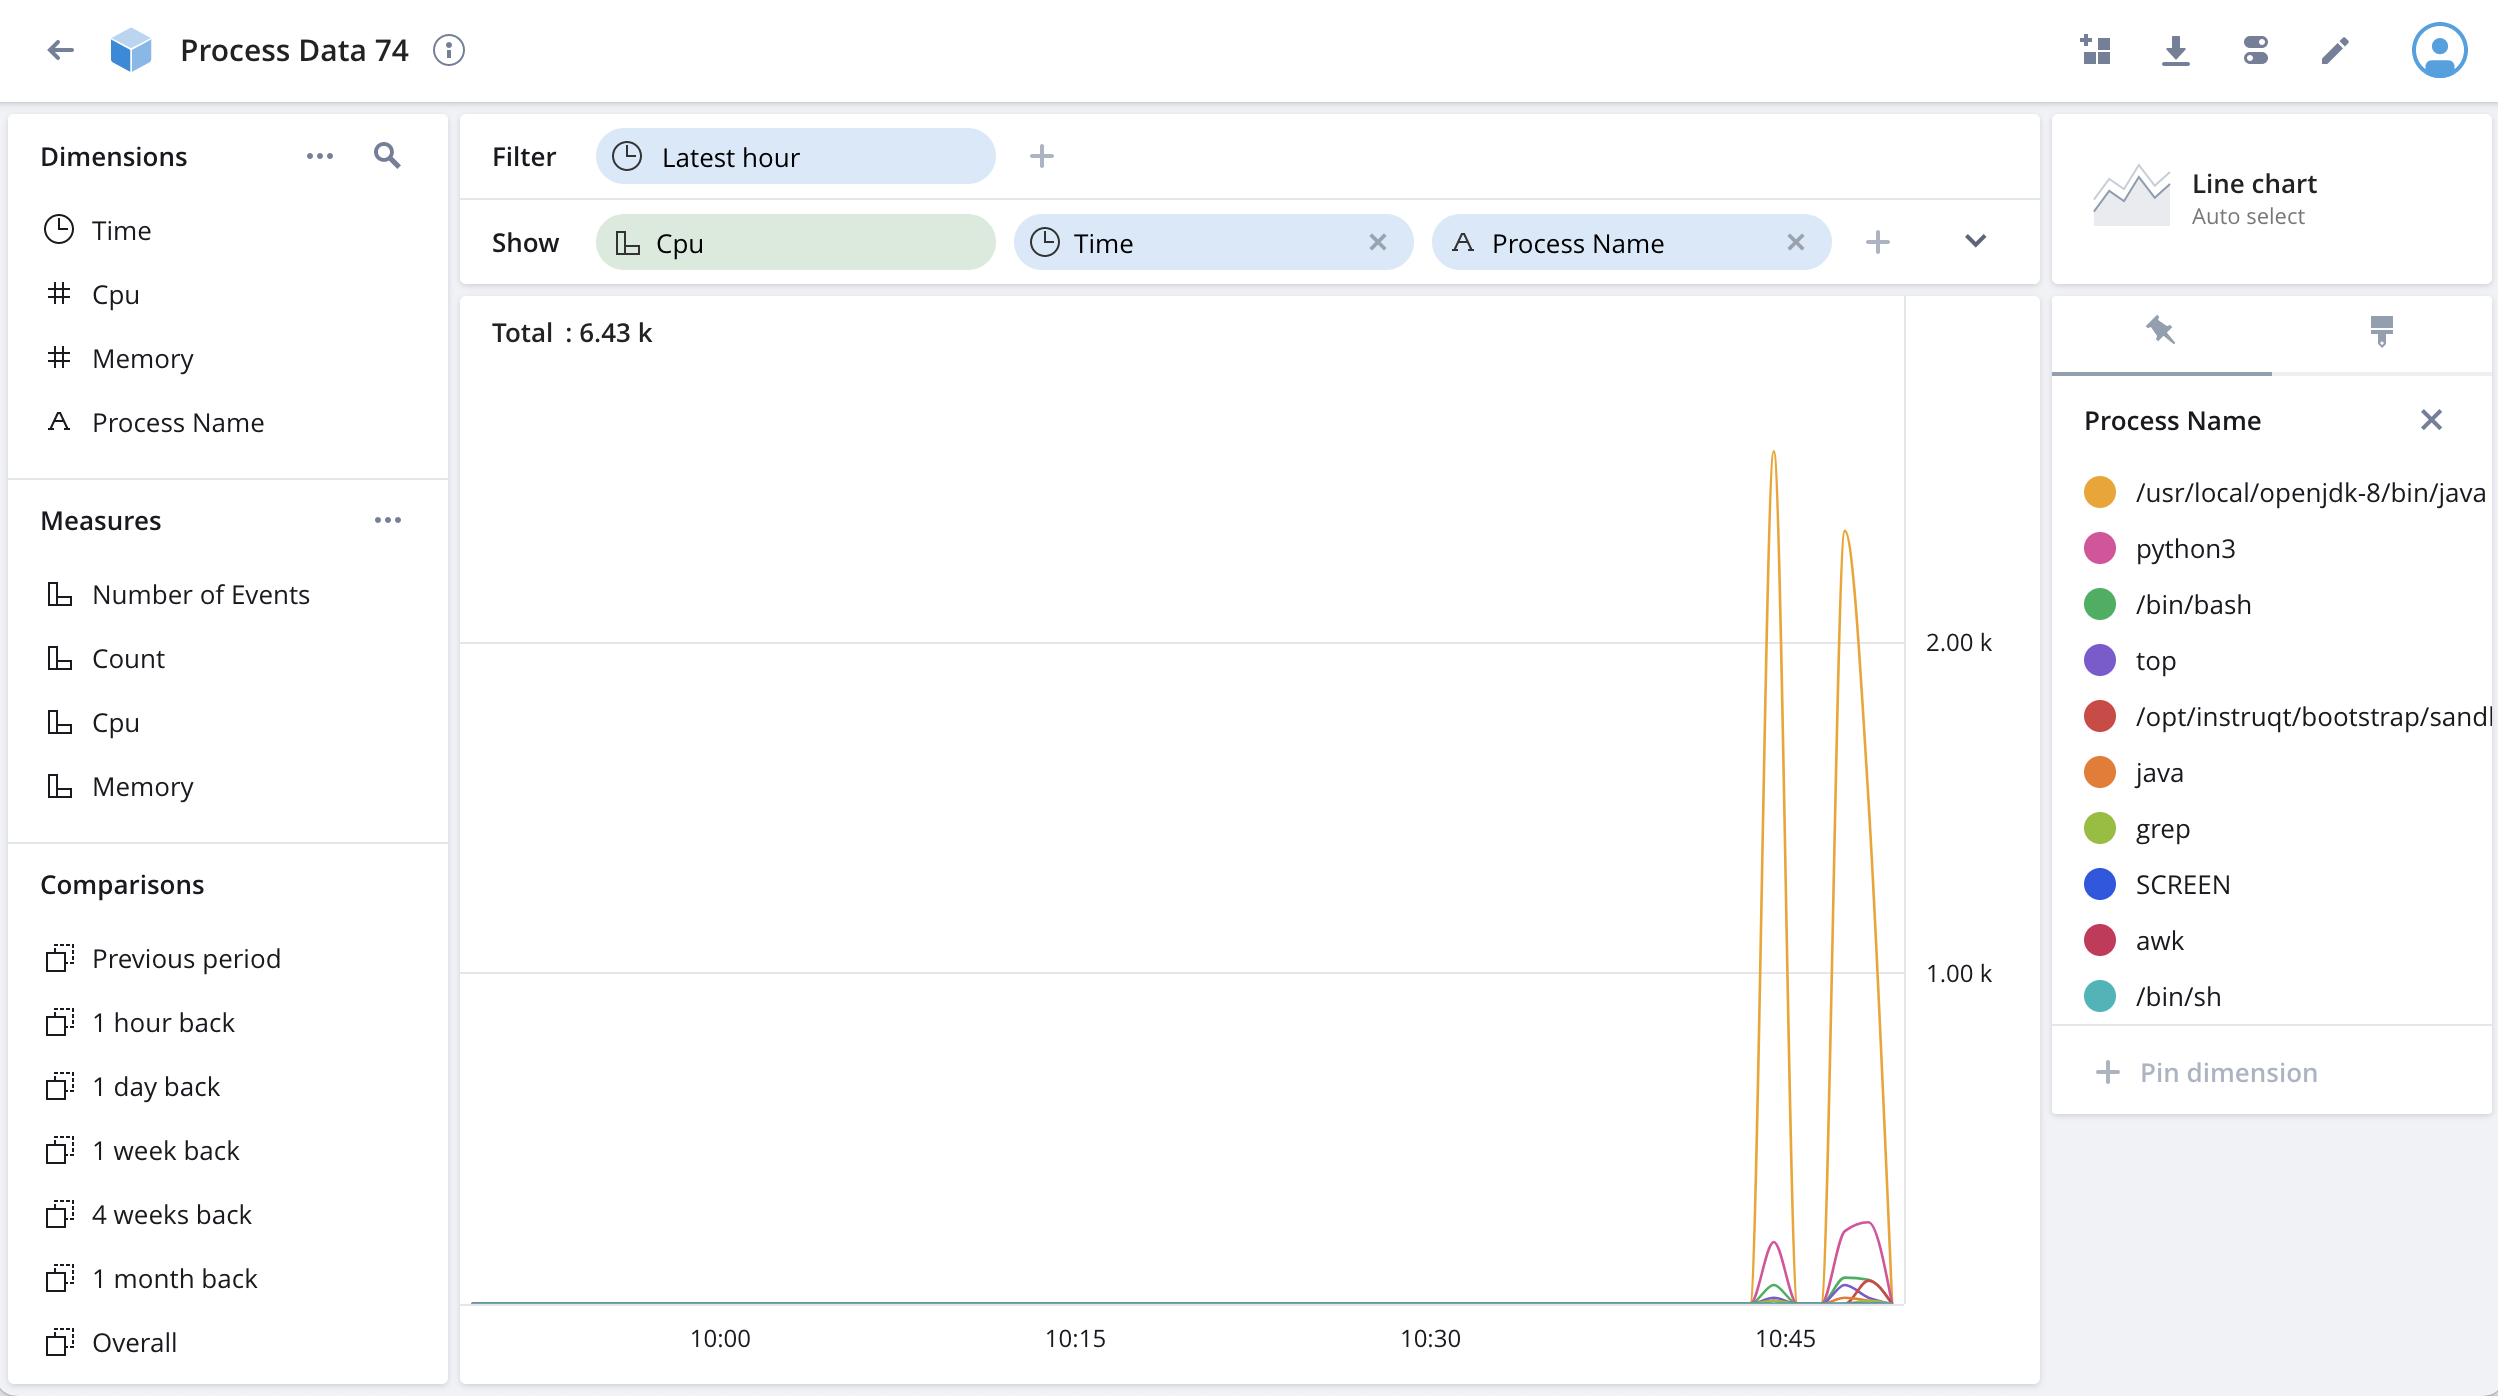 Process Data 74
Dimensions
Time
Cpu
Memory
Process Name
Measures
Number of Events
Count
Cpu
Memory
Comparisons
Previous period
1 hour back
1 day back
1 week back
4 weeks back
1 month back
Overall
Filter
Latest hour
Show
Cpu
Time
Process Name
Total : 6.43 k
2.00 k
1.00 k
10:00
10:15
10:30
10:45
Line chart
Auto select
Process Name
/usr/local/openjdk-8/bin/java
python3
/bin/bash
top
/opt/instruqt/bootstrap/sand
java
grep
SCREEN
awk
/bin/sh
Pin dimension